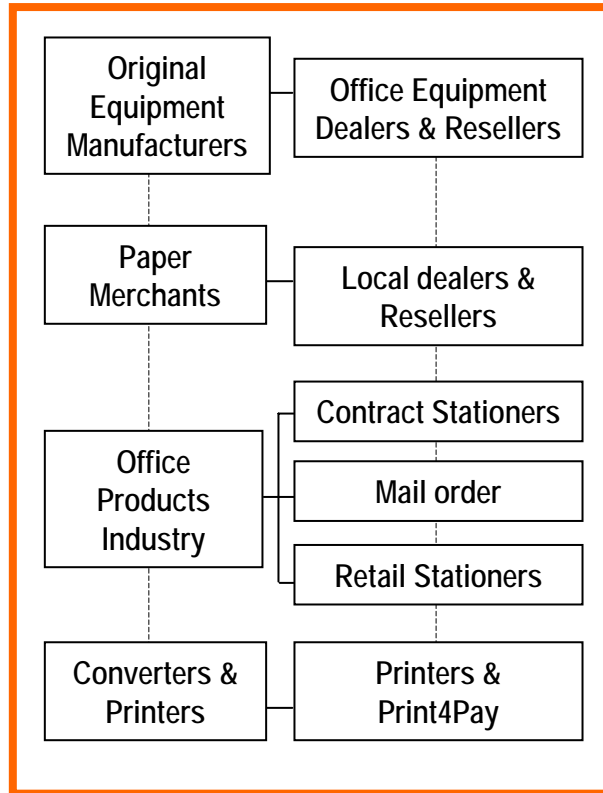 Original
Equipment
Manufacturers
Office Equipment
Dealers & Resellers
Paper
Merchants
Local dealers &
Resellers
Office
Products
Industry
Contract Stationers
Mail order
Retail Stationers
Converters &
Printers
Printers &
Print4Pay